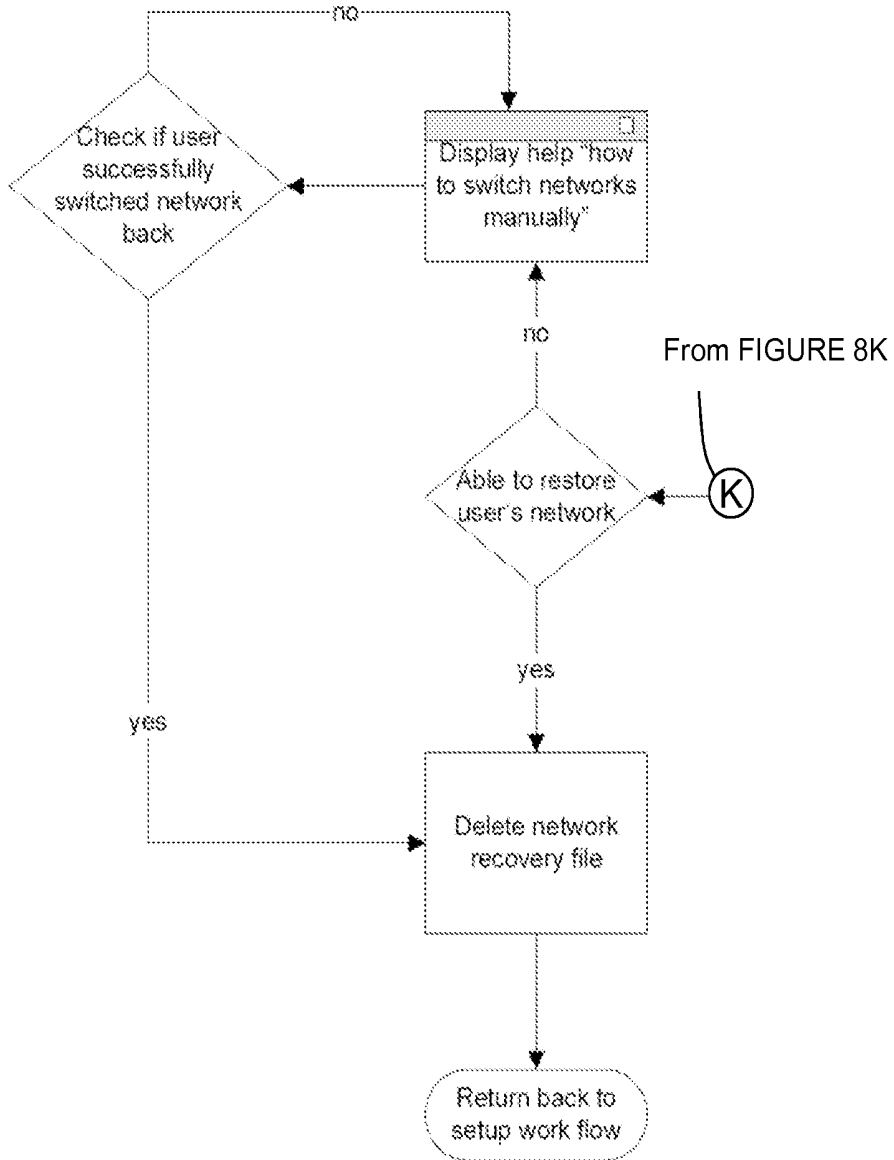 no
Check if user
successfully
switched network
back
Display help "how
to switch networks
manually"
no
From FIGURE 8K
Able to restore
user's network
K
yes
yes
Delete network
recovery file
Return back to
setup work flow